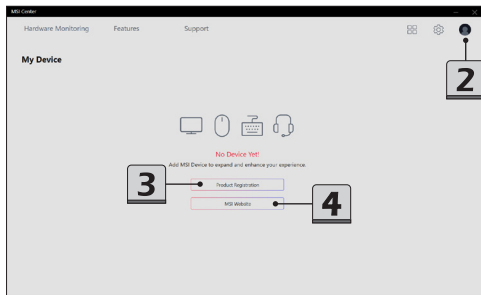 MSI Center
Hardware Monitoring Features Support
My Device
2
No Device Yet!
Add MSI Device to expand and enhance your experience.
3
Product Registration
MSI Website
4